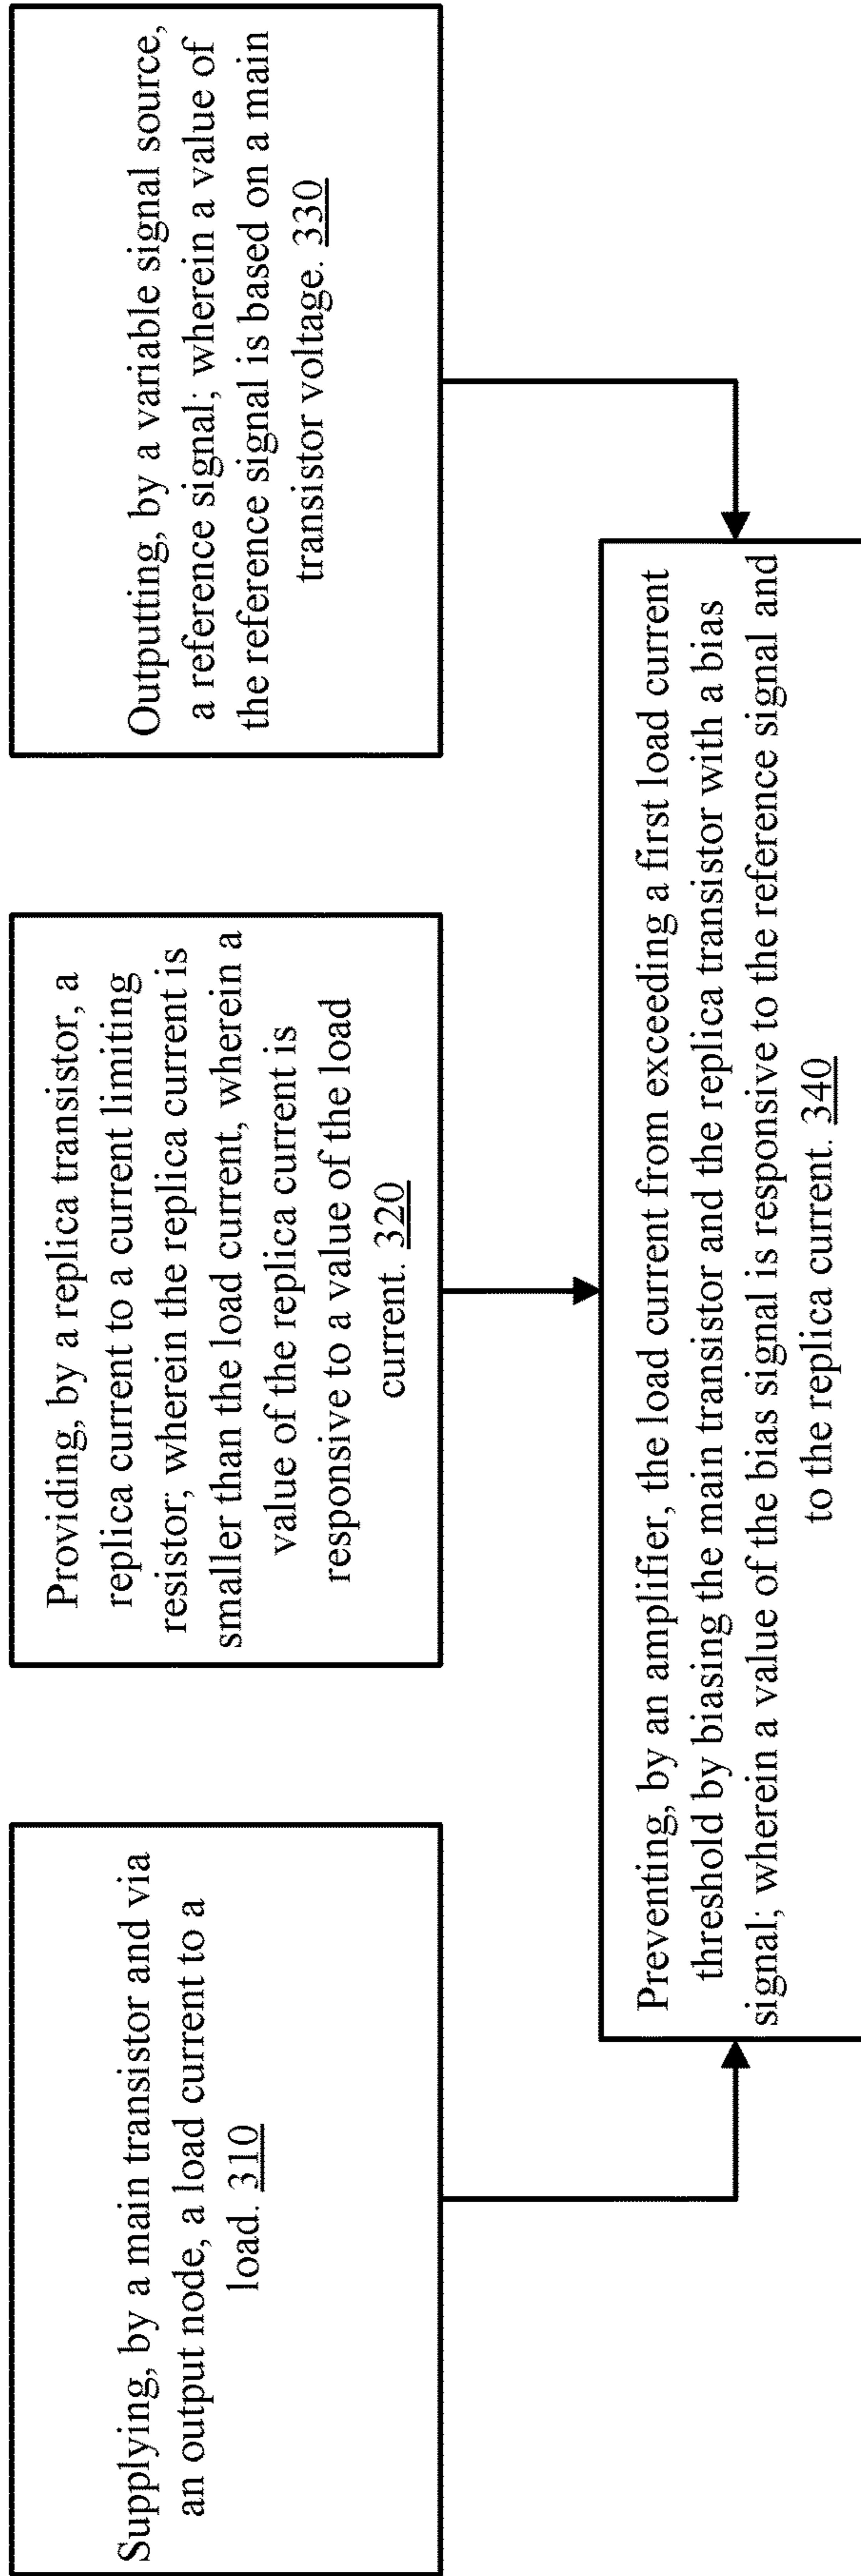 Supplying, by a main transistor and via
an output node, a load current to a
load. 310
Providing, by a replica transistor, a
replica current to a current limiting
resistor; wherein the replica current is
smaller than the load current, wherein a
value of the replica current is
responsive to a value of the load
current. 320
Outputting, by a variable signal source,
a reference signal; wherein a value of
the reference signal is based on a main
transistor voltage. 330
Preventing, by an amplifier, the load current from exceeding a first load current
threshold by biasing the main transistor and the replica transistor with a bias
signal; wherein a value of the bias signal is responsive to the reference signal and
to the replica current. 340